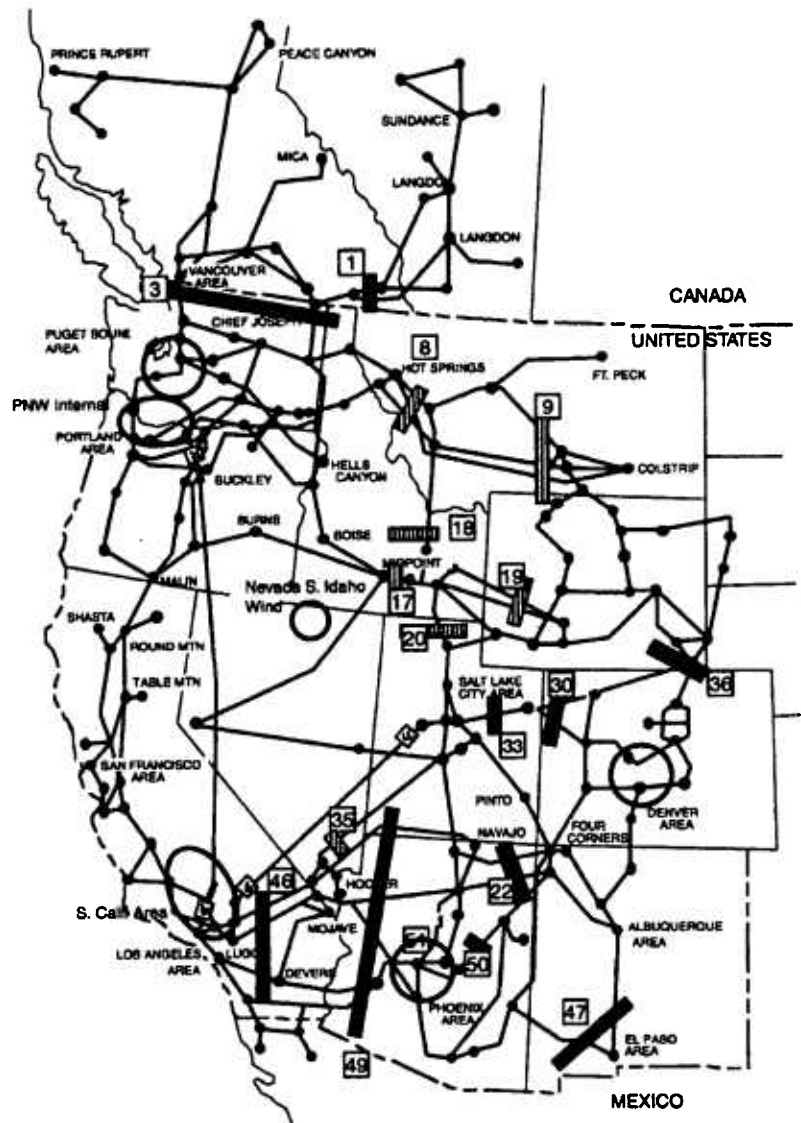 PRINCE RUPERT
PEACE CANYON
SUNDANCE
MICA
LANGDON
LANGDON
VANCOUVER
AREA
1
3
CANADA
CHIEF JOSEPH
UNITED STATES
PUGET SOUND
AREA
8
HOT SPRINGS
FT. PECK
PNW Internal
9
PORTLAND
AREA
COLSTRIP
HELLS
CANYON
BUCKLEY
BURNS
BOISE
18
MIDPOINT
MALIN
Nevada S. Idaho
Wind
17
19
SHASTA
ROUND MTN
20
TABLE MTN
SALT LAKE
CITY AREA
30
36
33
SAN FRANCISCO
AREA
PINTO
DENVER
AREA
35
NAVAJO
FOUR
CORNERS
46
HOOVER
22
S. Calif Area
MOJAVE
ALBUQUERQUE
AREA
LOS ANGELES
AREA
LUGO
54
50
DEVERS
PHOENIX
AREA
47
EL PASO
AREA
49
MEXICO